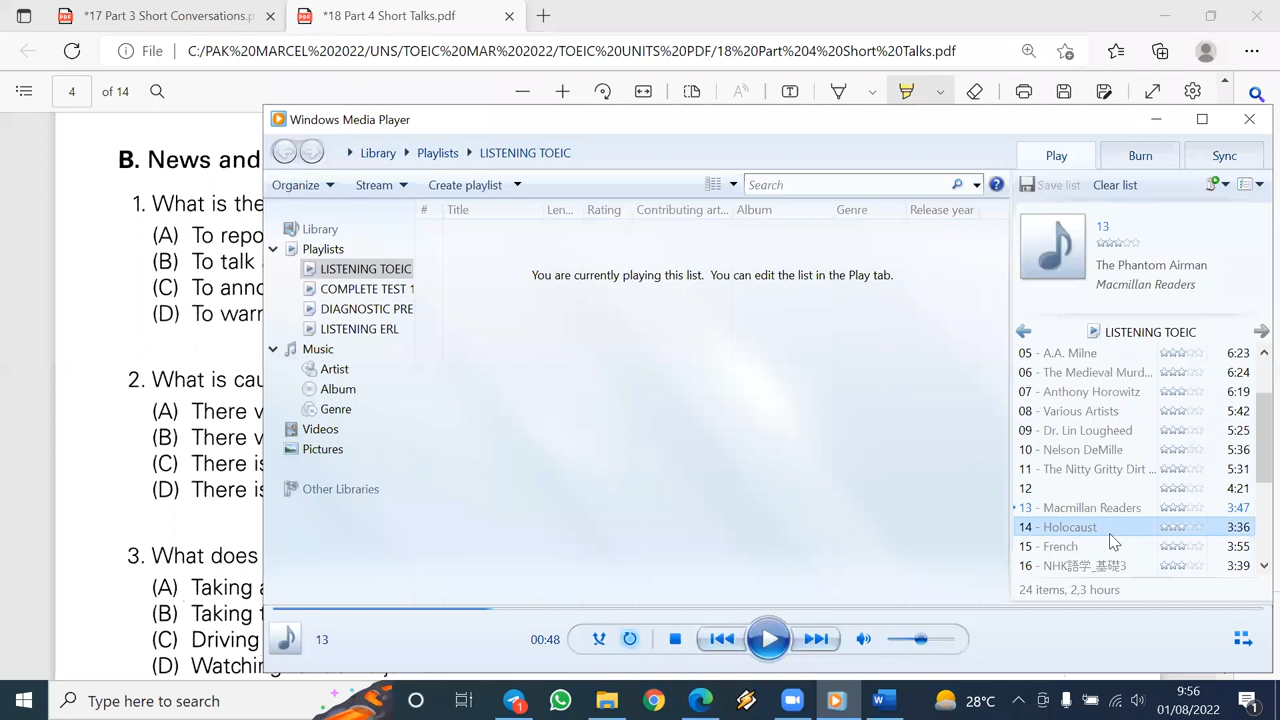 *17 Part 3 Short Conversations.p
*18 Part 4 Short Talks.pdf
File
C:/PAK%20MARCEL%202022/UNS/TOEIC%20MAR%202022/TOEIC%20UNITS%20PDF/18%20Part%204%20Short%20Talks.pdf
4 of 14
B. News and
1. What is the
(A) To repo
(B) To talk
(C) To anno
(D) To warn
2. What is cau
(A) There v
(B) There v
(C) There is
(D) There is
3. What does
(A) Taking a
(B) Taking t
(C) Driving
(D) Watching
Windows Media Player
Library Playlists LISTENING TOEIC
Play Burn Sync
Organize Stream Create playlist
Search
Save list Clear list
# Title Len... Rating Contributing art... Album Genre Release year
Library
Playlists
LISTENING TOEIC
COMPLETE TEST 1
DIAGNOSTIC PRE
LISTENING ERL
Music
Artist
Album
Genre
Videos
Pictures
Other Libraries
You are currently playing this list. You can edit the list in the Play tab.
13
The Phantom Airman
Macmillan Readers
LISTENING TOEIC
05 - A.A. Milne 6:23
06 - The Medieval Murd... 6:24
07 - Anthony Horowitz 6:19
08 - Various Artists 5:42
09 - Dr. Lin Lougheed 5:25
10 - Nelson DeMille 5:36
11 - The Nitty Gritty Dirt ... 5:31
12 4:21
13 - Macmillan Readers 3:47
14 - Holocaust 3:36
15 - French 3:55
16 - NHK語学_基礎3 3:39
24 items, 2,3 hours
13
00:48
Type here to search
1
28°C
9:56
01/08/2022
1